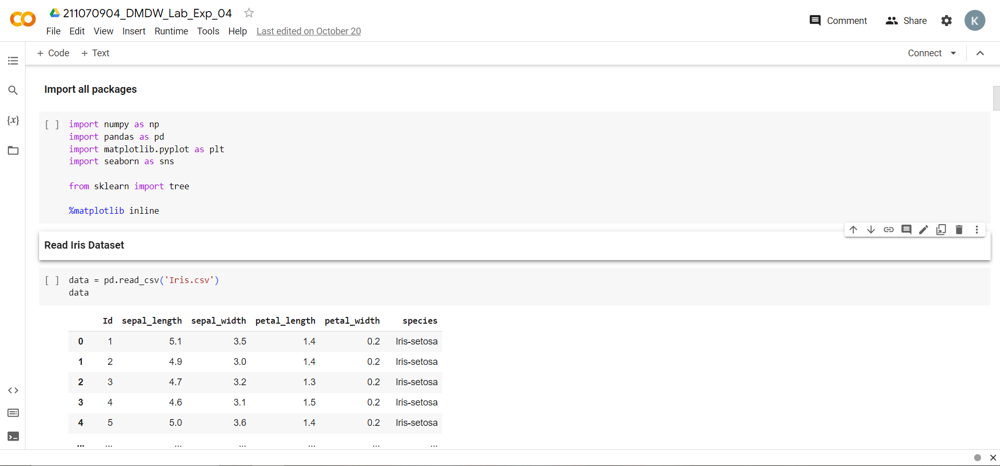 211070904_DMDW_Lab_Exp_04
File Edit View Insert Runtime Tools Help Last edited on October 20
Comment Share K
+ Code + Text Connect
Import all packages
[ ] import numpy as np
import pandas as pd
import matplotlib.pyplot as plt
import seaborn as sns
from sklearn import tree
%matplotlib inline
Read Iris Dataset
[ ] data = pd.read_csv('Iris.csv')
data
Id sepal_length sepal_width petal_length petal_width species
0 1 5.1 3.5 1.4 0.2 Iris-setosa
1 2 4.9 3.0 1.4 0.2 Iris-setosa
2 3 4.7 3.2 1.3 0.2 Iris-setosa
3 4 4.6 3.1 1.5 0.2 Iris-setosa
4 5 5.0 3.6 1.4 0.2 Iris-setosa
... ... ... ... ... ... ...